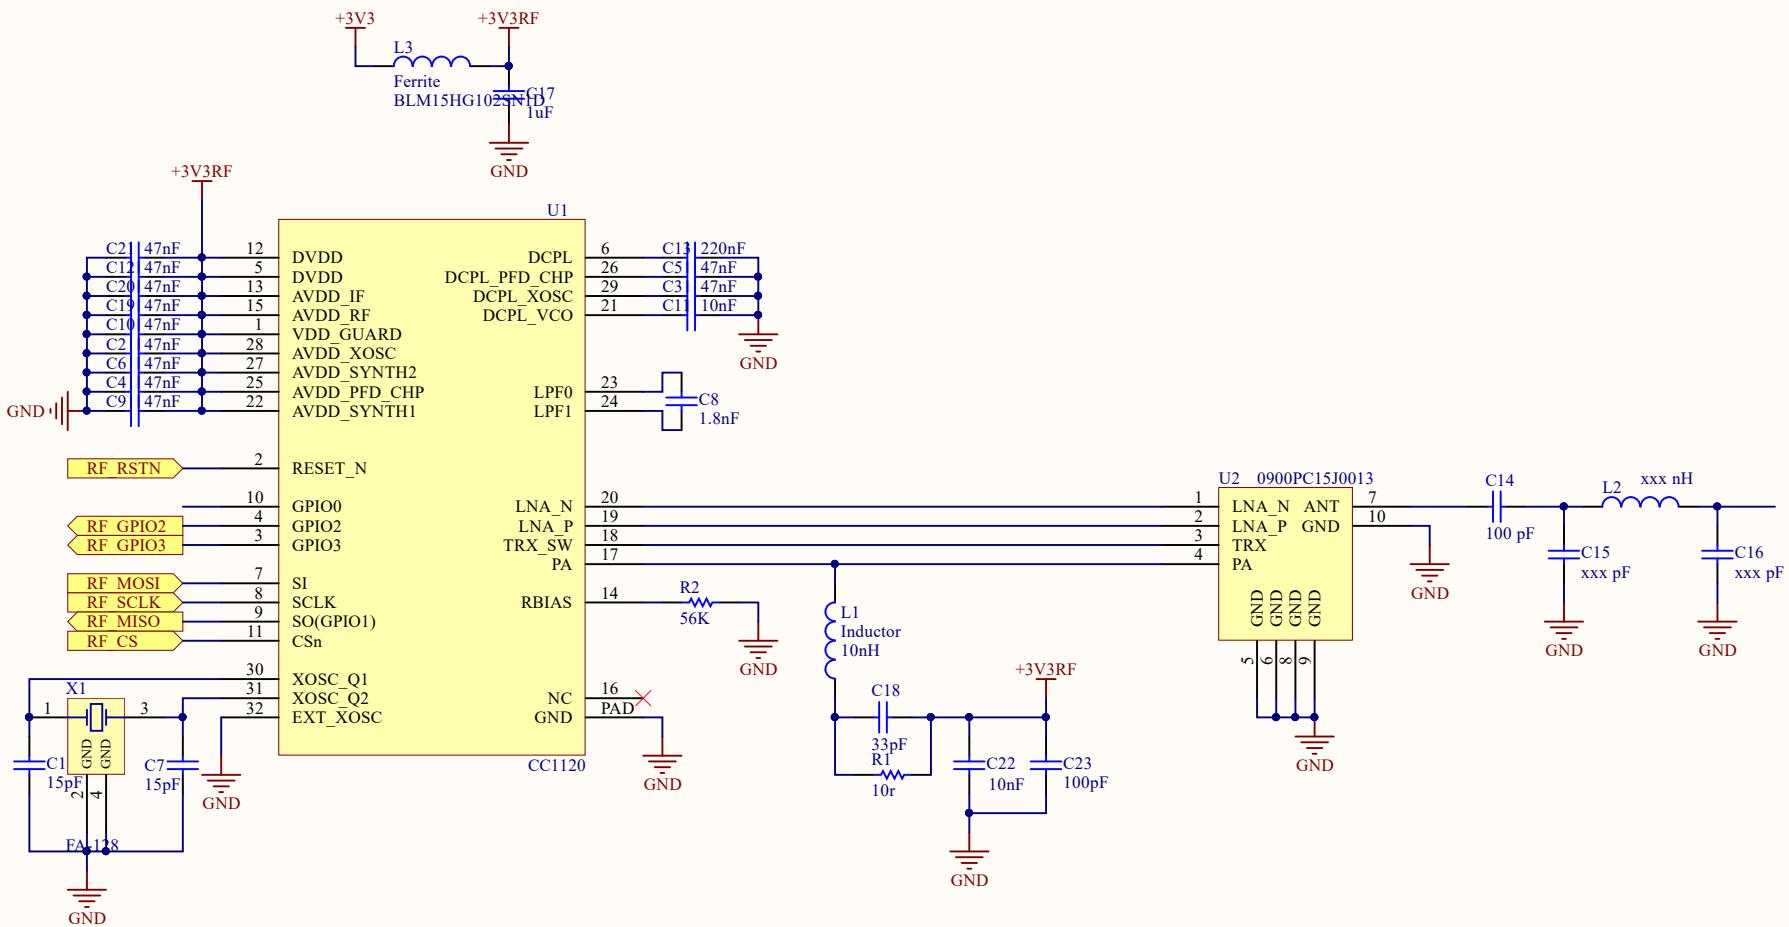 +3V3
+3V3RF
L3
Ferrite
BLM15HG102SN1D
C17
1uF
GND
+3V3RF
U1
C21 47nF 12 DVDD
C12 47nF 5 DVDD
C20 47nF 13 AVDD_IF
C19 47nF 15 AVDD_RF
C10 47nF 1 VDD_GUARD
C2 47nF 28 AVDD_XOSC
C6 47nF 27 AVDD_SYNTH2
C4 47nF 25 AVDD_PFD_CHP
C9 47nF 22 AVDD_SYNTH1
GND
DCPL 6 C13 220nF
DCPL_PFD_CHP 26 C5 47nF
DCPL_XOSC 29 C3 47nF
DCPL_VCO 21 C11 10nF
GND
LPF0 23
LPF1 24
C8
1.8nF
RF_RSTN 2 RESET_N
10 GPIO0
RF_GPIO2 4 GPIO2
RF_GPIO3 3 GPIO3
RF_MOSI 7 SI
RF_SCLK 8 SCLK
RF_MISO 9 SO(GPIO1)
RF_CS 11 CSn
30 XOSC_Q1
31 XOSC_Q2
32 EXT_XOSC
LNA_N 20
LNA_P 19
TRX_SW 18
PA 17
RBIAS 14
R2
56K
GND
NC 16
GND PAD
GND
CC1120
X1
1
3
GND
GND
2
4
C1
15pF
C7
15pF
GND
FA-128
GND
L1
Inductor
10nH
C18
33pF
R1
10r
+3V3RF
C22
10nF
C23
100pF
GND
U2 0900PC15J0013
1 LNA_N ANT 7
2 LNA_P GND 10
3 TRX
4 PA
GND GND GND GND
5 6 8 9
GND
GND
C14
100 pF
L2
xxx nH
C15
xxx pF
GND
C16
xxx pF
GND